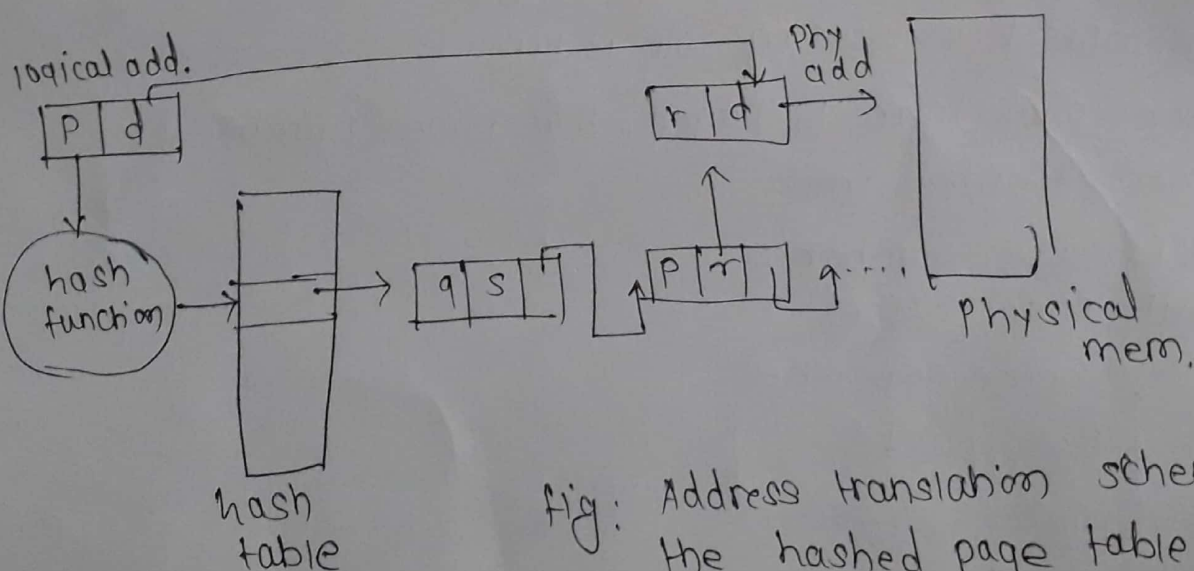 logical add.
p d
hash
function
hash
table
q s
p r
q.....
r d
Phy
add
Physical
mem.
fig: Address translation sche
the hashed page table